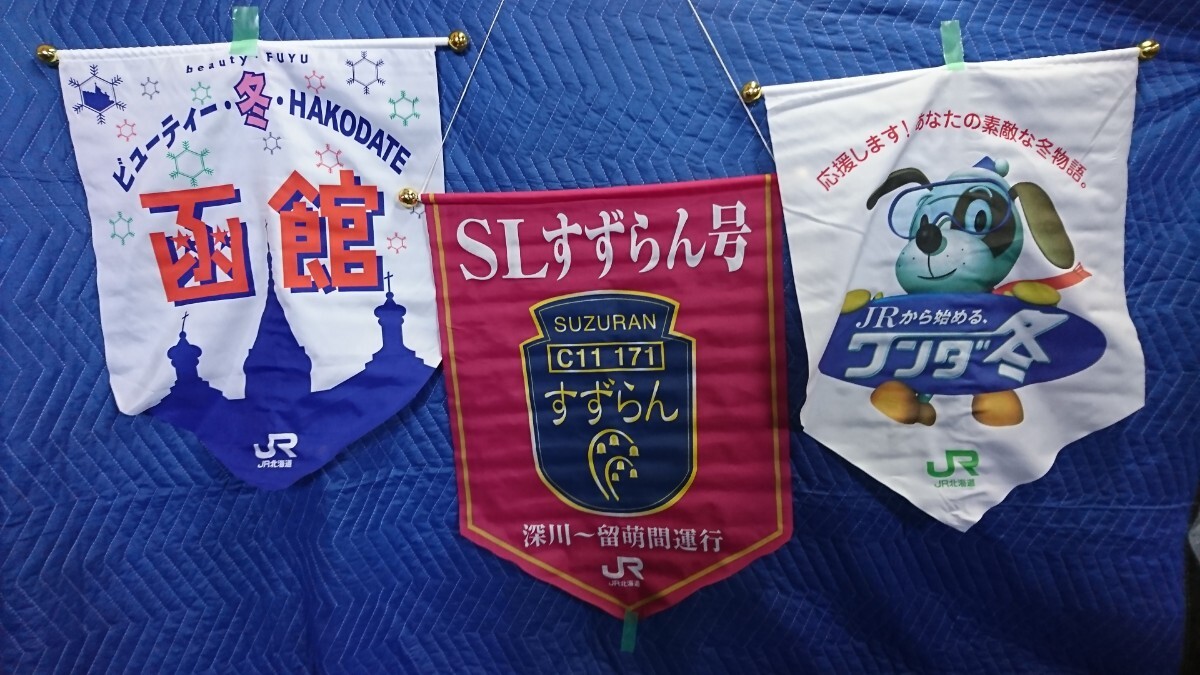 beauty・FUYU
ビューティー・冬・HAKODATE
函館
JR
JR北海道
SLすずらん号
SUZURAN
C11 171
すずらん
深川〜留萌間運行
JR
JR北海道
応援します！あなたの素敵な冬物語。
JRから始める、
ワンダ冬
JR
JR北海道